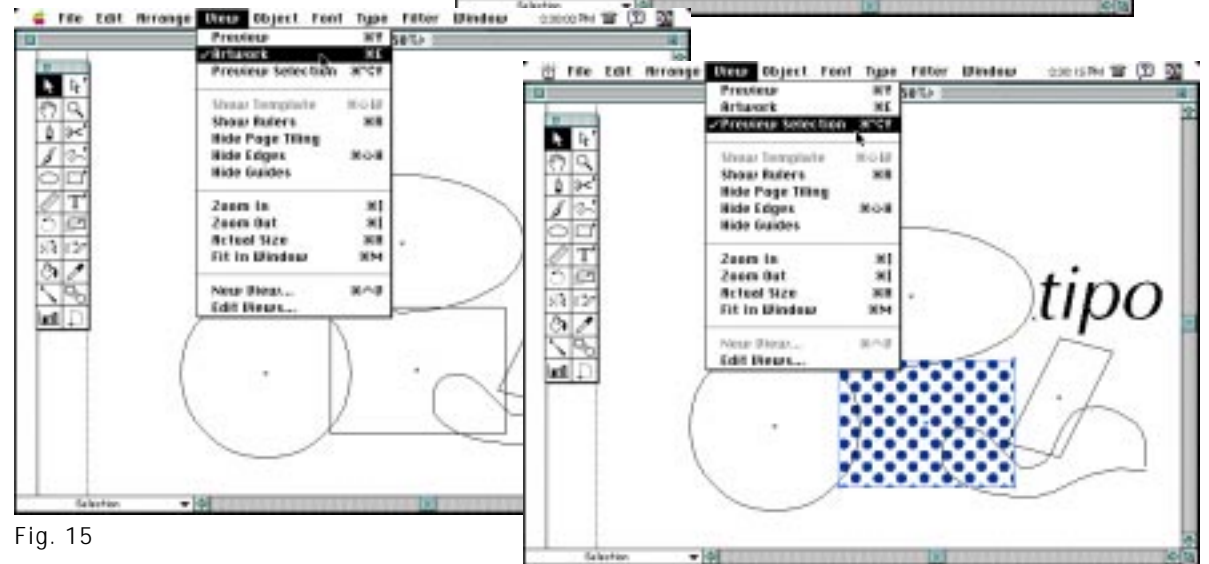 Selection
File Edit Arrange View Object Font Type Filter Window
Preview ⌘Y
✓Artwork ⌘E
Preview Selection
Show Template
Show Rulers ⌘R
Hide Page Tiling
Hide Edges
Hide Guides
Zoom In ⌘]
Zoom Out ⌘[
Actual Size ⌘H
Fit In Window ⌘M
New View...
Edit Views...
Selection
Fig. 15
File Edit Arrange View Object Font Type Filter Window
Preview ⌘Y
Artwork ⌘E
✓Preview Selection
Show Template
Show Rulers ⌘R
Hide Page Tiling
Hide Edges
Hide Guides
Zoom In ⌘]
Zoom Out ⌘[
Actual Size ⌘H
Fit In Window ⌘M
New View...
Edit Views...
tipo
Selection